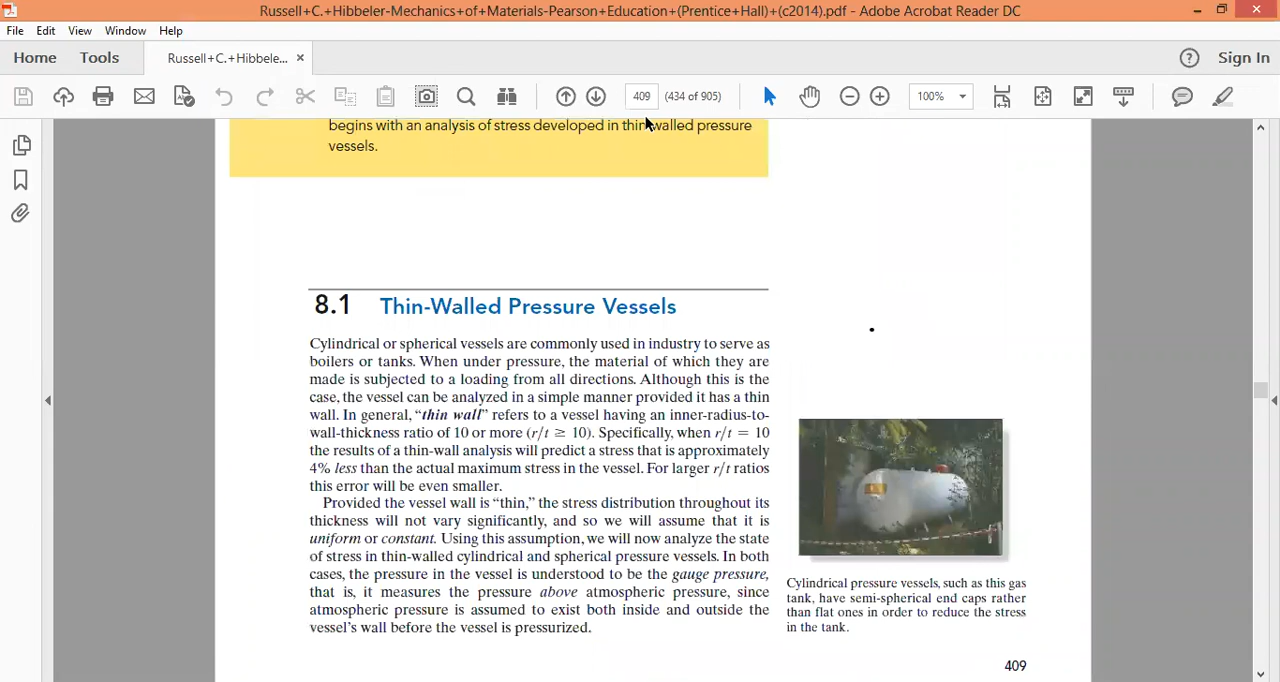 Russell+C.+Hibbeler-Mechanics+of+Materials-Pearson+Education+(Prentice+Hall)+(c2014).pdf - Adobe Acrobat Reader DC
File Edit View Window Help
Home Tools Russell+C.+Hibbele... × Sign In
409 (434 of 905) 100%
begins with an analysis of stress developed in thin-walled pressure
vessels.
8.1 Thin-Walled Pressure Vessels
Cylindrical or spherical vessels are commonly used in industry to serve as
boilers or tanks. When under pressure, the material of which they are
made is subjected to a loading from all directions. Although this is the
case, the vessel can be analyzed in a simple manner provided it has a thin
wall. In general, “thin wall” refers to a vessel having an inner-radius-to-
wall-thickness ratio of 10 or more (r/t ≥ 10). Specifically, when r/t = 10
the results of a thin-wall analysis will predict a stress that is approximately
4% less than the actual maximum stress in the vessel. For larger r/t ratios
this error will be even smaller.
Provided the vessel wall is “thin,” the stress distribution throughout its
thickness will not vary significantly, and so we will assume that it is
uniform or constant. Using this assumption, we will now analyze the state
of stress in thin-walled cylindrical and spherical pressure vessels. In both
cases, the pressure in the vessel is understood to be the gauge pressure,
that is, it measures the pressure above atmospheric pressure, since
atmospheric pressure is assumed to exist both inside and outside the
vessel’s wall before the vessel is pressurized.
Cylindrical pressure vessels, such as this gas
tank, have semi-spherical end caps rather
than flat ones in order to reduce the stress
in the tank.
409